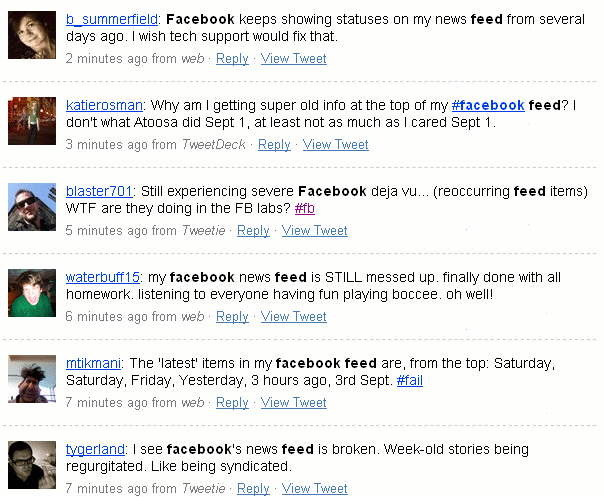 b_summerfield: Facebook keeps showing statuses on my news feed from several
days ago. I wish tech support would fix that.
2 minutes ago from web · Reply · View Tweet
katierosman: Why am I getting super old info at the top of my #facebook feed? I
don't what Atoosa did Sept 1, at least not as much as I cared Sept 1.
3 minutes ago from TweetDeck · Reply · View Tweet
blaster701: Still experiencing severe Facebook deja vu... (reoccurring feed items)
WTF are they doing in the FB labs? #fb
5 minutes ago from Tweetie · Reply · View Tweet
waterbuff15: my facebook news feed is STILL messed up. finally done with all
homework. listening to everyone having fun playing boccee. oh well!
6 minutes ago from web · Reply · View Tweet
mtikmani: The 'latest' items in my facebook feed are, from the top: Saturday,
Saturday, Friday, Yesterday, 3 hours ago, 3rd Sept. #fail
7 minutes ago from web · Reply · View Tweet
tygerland: I see facebook's news feed is broken. Week-old stories being
regurgitated. Like being syndicated.
7 minutes ago from Tweetie · Reply · View Tweet